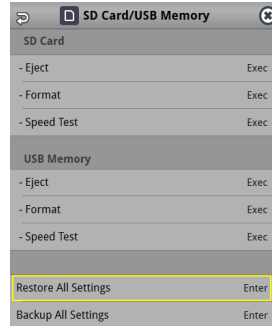 SD Card/USB Memory
SD Card
- Eject Exec
- Format Exec
- Speed Test Exec
USB Memory
- Eject Exec
- Format Exec
- Speed Test Exec
Restore All Settings Enter
Backup All Settings Enter